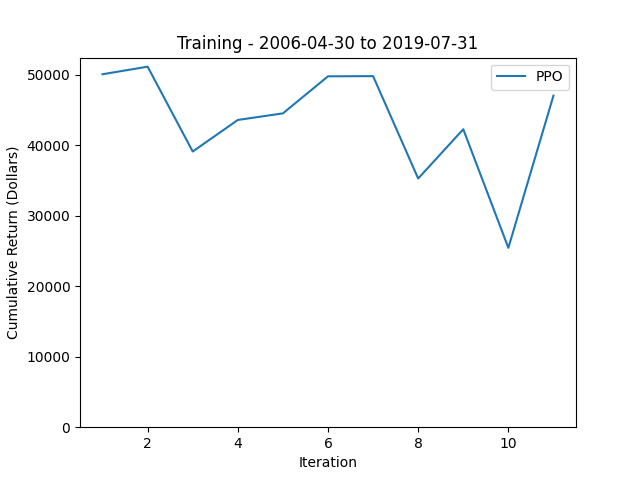 Training - 2006-04-30 to 2019-07-31
PPO
Cumulative Return (Dollars)
50000
40000
30000
20000
10000
0
2 4 6 8 10
Iteration